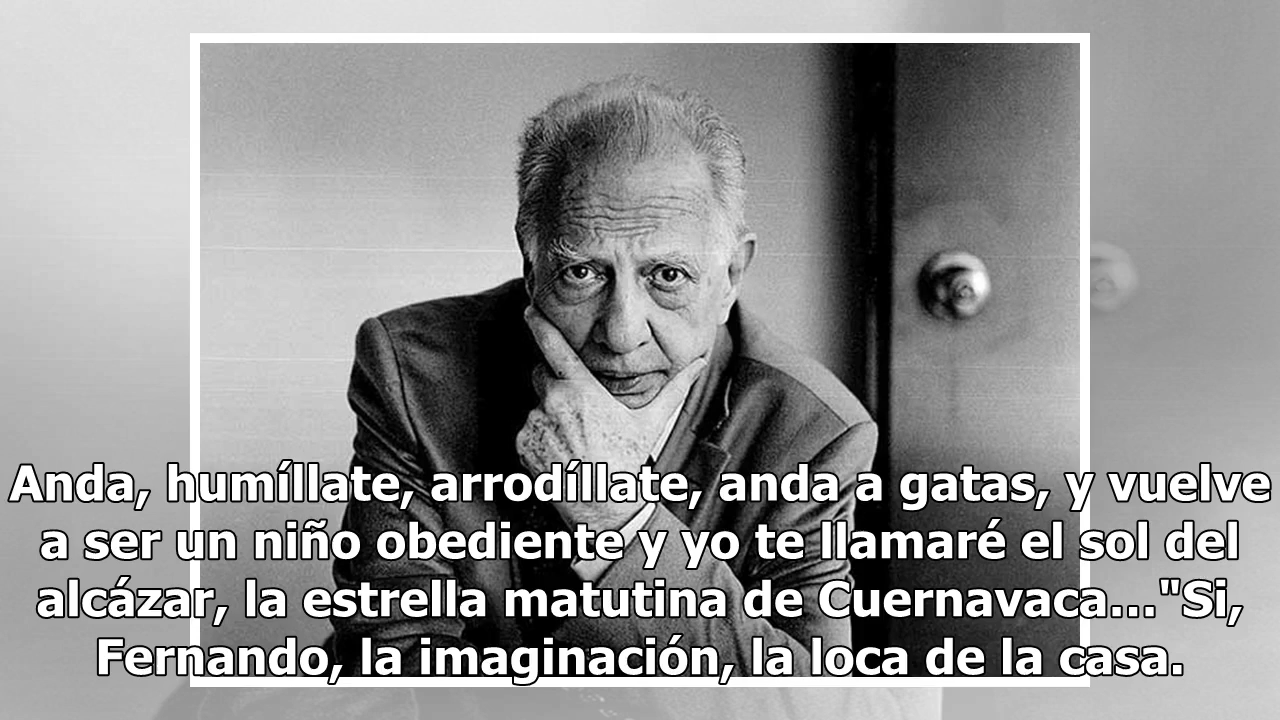 Anda, humíllate, arrodíllate, anda a gatas, y vuelve
a ser un niño obediente y yo te llamaré el sol del
alcázar, la estrella matutina de Cuernavaca..."Si,
Fernando, la imaginación, la loca de la casa.